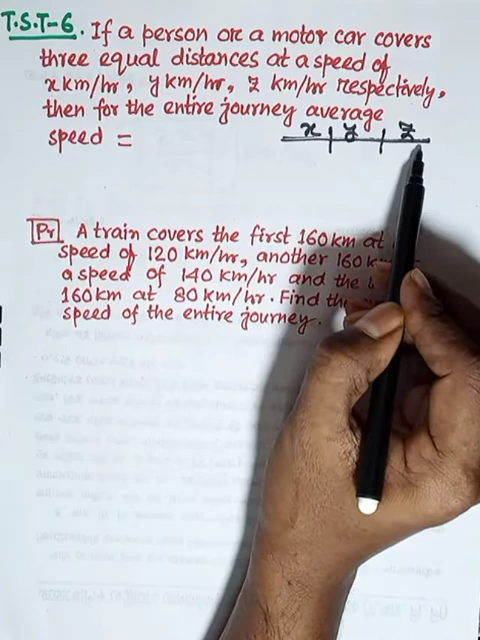 T.S.T-6. If a person or a motor car covers
three equal distances at a speed of
x km/hr, y km/hr, z km/hr respectively,
then for the entire journey average
speed =
x y z
Pr A train covers the first 160 km at
speed of 120 km/hr, another 160
a speed of 140 km/hr and the
160 km at 80 km/hr. Find
speed of the entire journey.